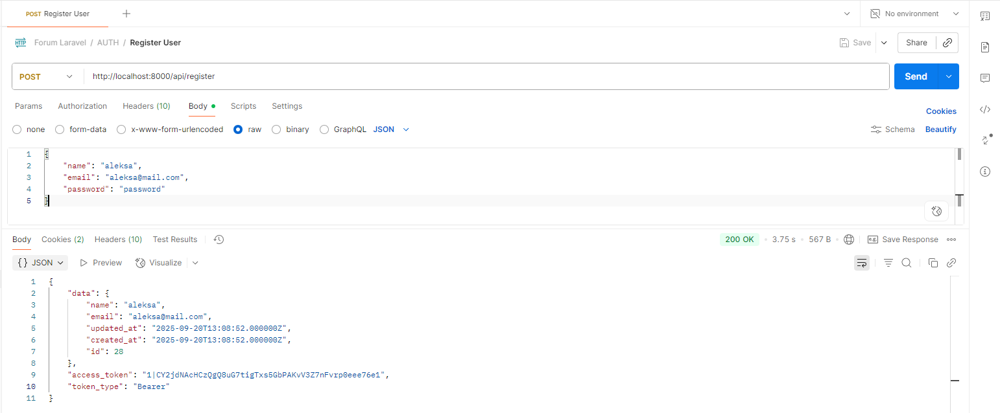 POST Register User
No environment
HTTP Forum Laravel / AUTH / Register User
Save Share
POST http://localhost:8000/api/register Send
Params Authorization Headers (10) Body Scripts Settings
Cookies
none form-data x-www-form-urlencoded raw binary GraphQL JSON Schema Beautify
1 {
2 "name": "aleksa",
3 "email": "aleksa@mail.com",
4 "password": "password"
5 }
Body Cookies (2) Headers (10) Test Results 200 OK • 3.75 s • 567 B • e.g. Save Response
{} JSON Preview Visualize
1 {
2 "data": {
3 "name": "aleksa",
4 "email": "aleksa@mail.com",
5 "updated_at": "2025-09-20T13:08:52.000000Z",
6 "created_at": "2025-09-20T13:08:52.000000Z",
7 "id": 28
8 },
9 "access_token": "1|CY2jdNAcHCzQgQ8uG7tigTxs5GbPAKvV3Z7nFvrp0eee76e1",
10 "token_type": "Bearer"
11 }